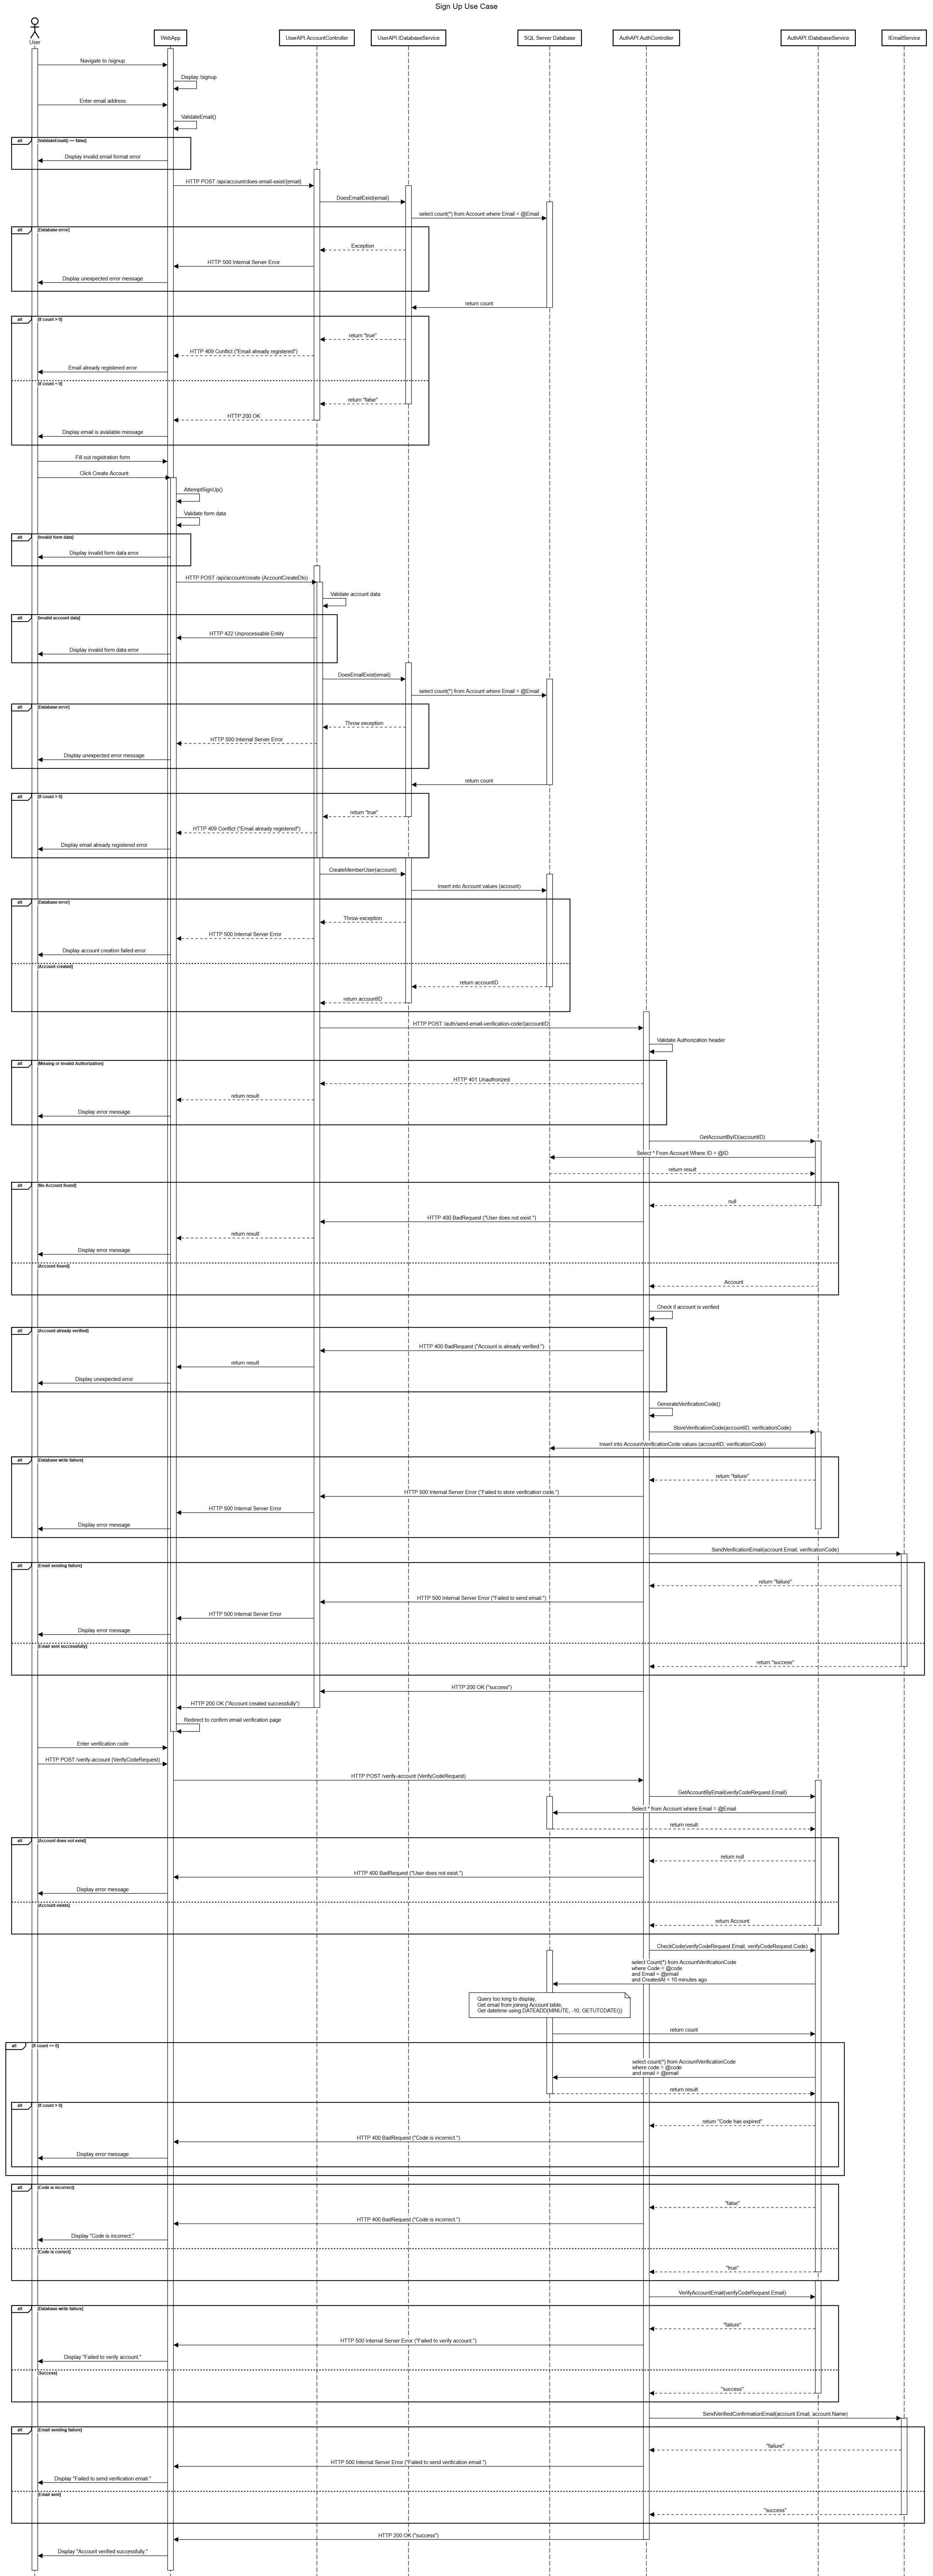 Sign Up Use Case
User
WebApp
UserAPI.AccountController
UserAPI.IDatabaseService
SQL Server Database
AuthAPI.AuthController
AuthAPI.IDatabaseService
IEmailService
Navigate to /signup
Display /signup
Enter email address
ValidateEmail()
alt [ValidateEmail() == false]
Display invalid email format error
HTTP POST /api/account/does-email-exist/{email}
DoesEmailExist(email)
select count(*) from Account where Email = @Email
alt [Database error]
Exception
HTTP 500 Internal Server Error
Display unexpected error message
return count
alt [If count > 0]
return "true"
HTTP 409 Conflict ("Email already registered")
Email already registered error
[If count = 0]
return "false"
HTTP 200 OK
Display email is available message
Fill out registration form
Click Create Account
AttemptSignUp()
Validate form data
alt [Invalid form data]
Display invalid form data error
HTTP POST /api/account/create (AccountCreateDto)
Validate account data
alt [Invalid account data]
HTTP 422 Unprocessable Entity
Display invalid form data error
DoesEmailExist(email)
select count(*) from Account where Email = @Email
alt [Database error]
Throw exception
HTTP 500 Internal Server Error
Display unexpected error message
return count
alt [If count > 0]
return "true"
HTTP 409 Conflict ("Email already registered")
Display email already registered error
CreateMemberUser(account)
Insert into Account values (account)
alt [Database error]
Throw exception
HTTP 500 Internal Server Error
Display account creation failed error
[Account created]
return accountID
return accountID
HTTP POST /auth/send-email-verification-code/{accountID}
Validate Authorization header
alt [Missing or invalid Authorization]
HTTP 401 Unauthorized
return result
Display error message
GetAccountByID(accountID)
Select * From Account Where ID = @ID
return result
alt [No Account found]
null
HTTP 400 BadRequest ("User does not exist.")
return result
Display error message
[Account found]
Account
Check if account is verified
alt [Account already verified]
HTTP 400 BadRequest ("Account is already verified.")
return result
Display unexpected error
GenerateVerificationCode()
StoreVerificationCode(accountID, verificationCode)
Insert into AccountVerificationCode values (accountID, verificationCode)
alt [Database write failure]
return "failure"
HTTP 500 Internal Server Error ("Failed to store verification code.")
HTTP 500 Internal Server Error
Display error message
SendVerificationEmail(account.Email, verificationCode)
alt [Email sending failure]
return "failure"
HTTP 500 Internal Server Error ("Failed to send email.")
HTTP 500 Internal Server Error
Display error message
[Email sent successfully]
return "success"
HTTP 200 OK ("success")
HTTP 200 OK ("Account created successfully")
Redirect to confirm email verification page
Enter verification code
HTTP POST /verify-account (VerifyCodeRequest)
HTTP POST /verify-account (VerifyCodeRequest)
GetAccountByEmail(verifyCodeRequest.Email)
Select * from Account where Email = @Email
return result
alt [Account does not exist]
return null
HTTP 400 BadRequest ("User does not exist.")
Display error message
[Account exists]
return Account
CheckCode(verifyCodeRequest.Email, verifyCodeRequest.Code)
select Count(*) from AccountVerificationCode
where Code = @code
and Email = @email
and CreatedAt < 10 minutes ago
Query too long to display,
Get email from joining Account table,
Get datetime using DATEADD(MINUTE, -10, GETUTCDATE())
return count
alt [If count == 0]
select count(*) from AccountVerificationCode
where code = @code
and email = @email
return result
alt [If count > 0]
return "Code has expired"
HTTP 400 BadRequest ("Code is incorrect.")
Display error message
alt [Code is incorrect]
"false"
HTTP 400 BadRequest ("Code is incorrect.")
Display "Code is incorrect."
[Code is correct]
"true"
VerifyAccountEmail(verifyCodeRequest.Email)
alt [Database write failure]
"failure"
HTTP 500 Internal Server Error ("Failed to verify account.")
Display "Failed to verify account."
[Success]
"success"
SendVerifiedConfirmationEmail(account.Email, account.Name)
alt [Email sending failure]
"failure"
HTTP 500 Internal Server Error ("Failed to send verification email.")
Display "Failed to send verification email."
[Email sent]
"success"
HTTP 200 OK ("success")
Display "Account verified successfully."